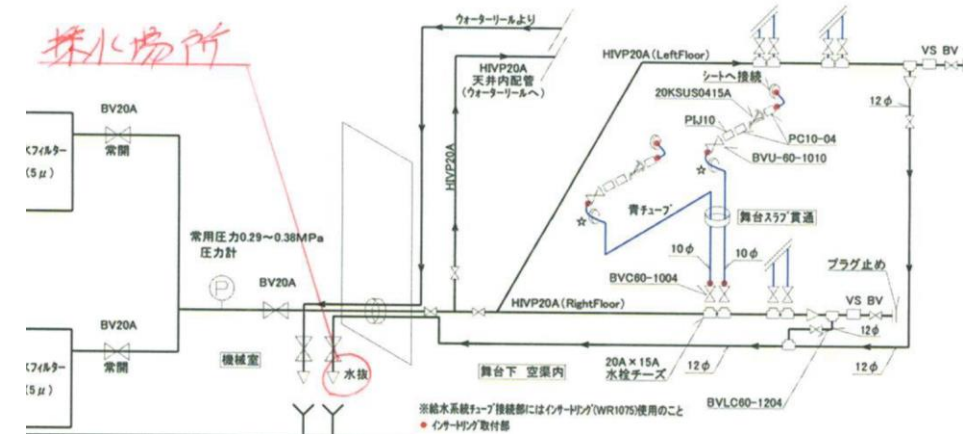 採水場所
ウォーターリールより
HIVP20A
天井内配管
(ウォーターリールへ)
HIVP20A
HIVP20A(LeftFloor)
シートへ接続
20KSUS0415A
PIJ10
PC10-04
BVU-60-1010
☆
☆
VS BV
12φ
BV20A
常開
フィルター
(5μ)
常用圧力0.29~0.38MPa
圧力計
P
BV20A
青チューブ
舞台スラブ貫通
10φ
10φ
BVC60-1004
プラグ止め
HIVP20A(RightFloor)
VS BV
12φ
BV20A
常開
フィルター
(5μ)
機械室
水抜
舞台下 空渠内
20A×15A
水栓チーズ
12φ
12φ
BVLC60-1204
※給水系統チューブ接続部にはインサートリング(WR1075)使用のこと
● インサートリング取付部